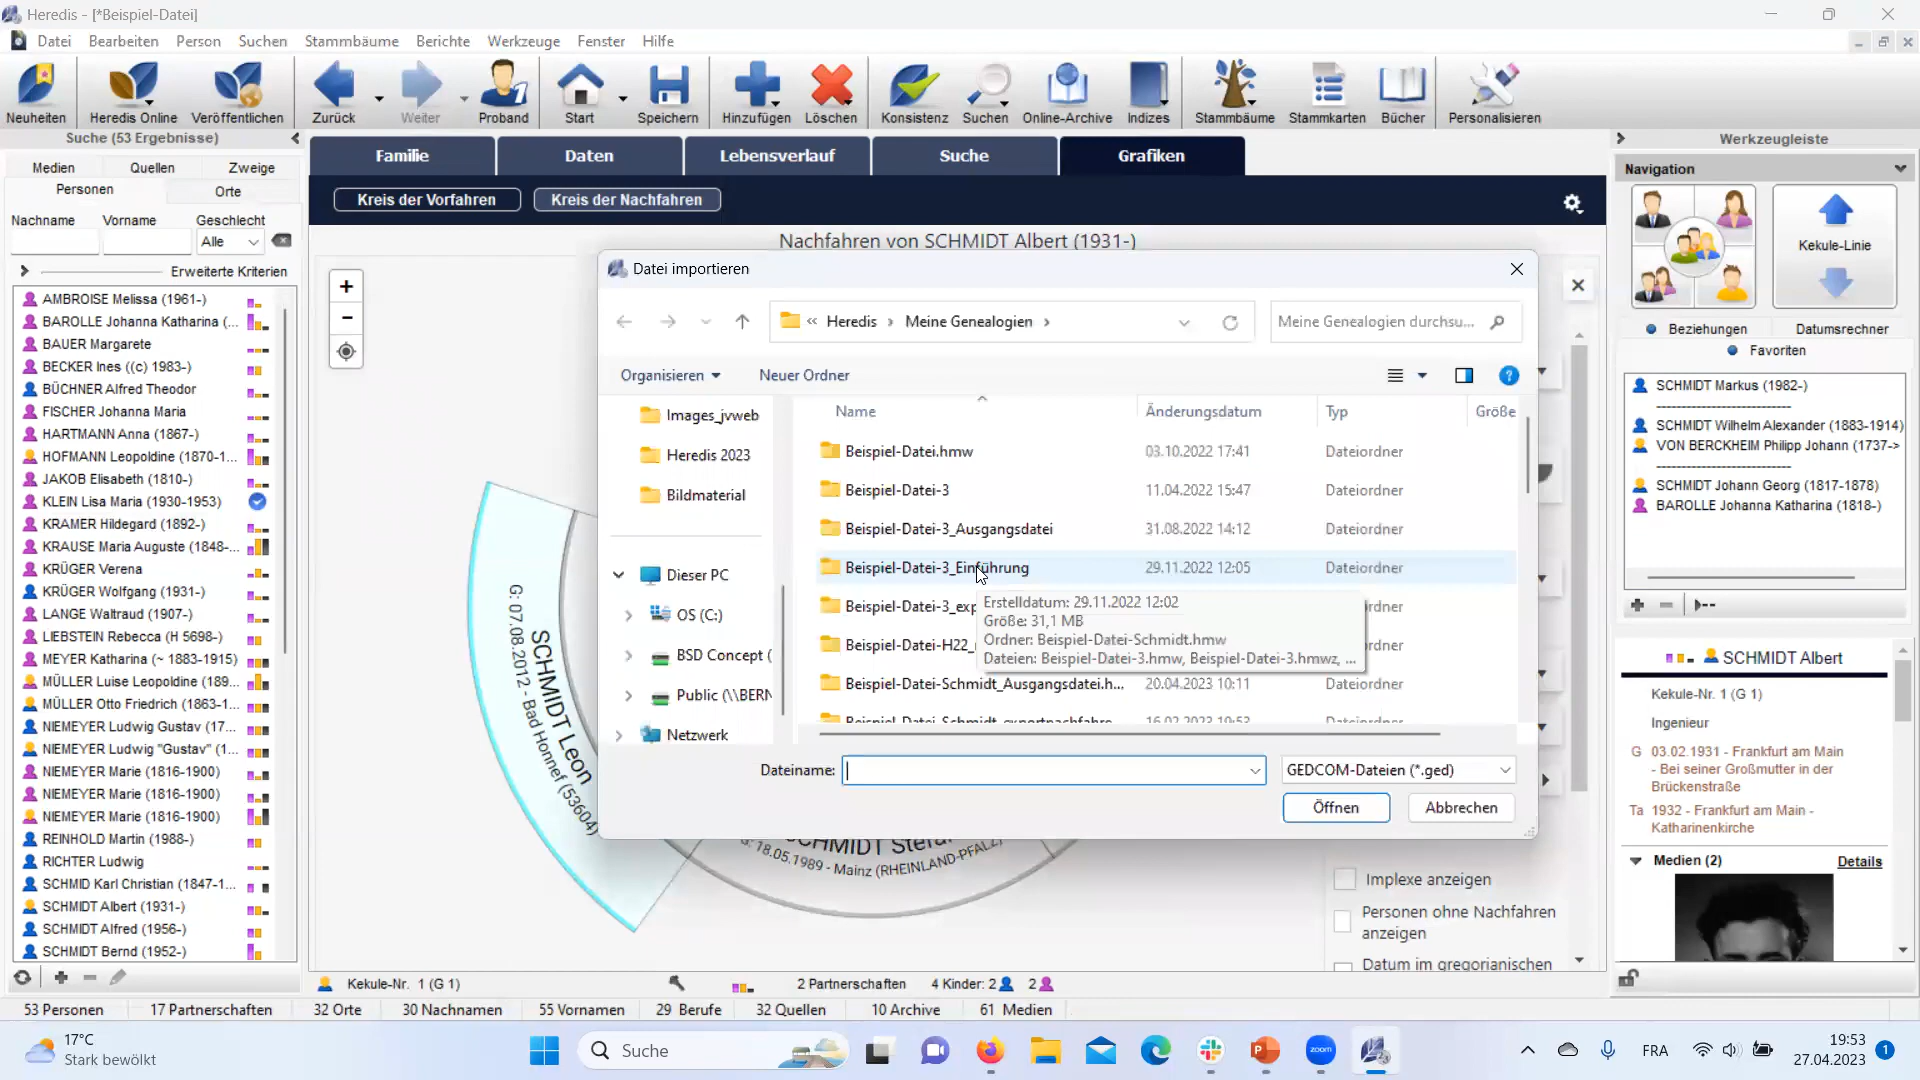 Heredis - [*Beispiel-Datei]
Datei Bearbeiten Person Suchen Stammbäume Berichte Werkzeuge Fenster Hilfe
Neuheiten Heredis Online Veröffentlichen Zurück Weiter Proband Start Speichern Hinzufügen Löschen Konsistenz Suchen Online-Archive Indizes Stammbäume Stammkarten Bücher Personalisieren
Suche (53 Ergebnisse)
Medien Quellen Zweige
Personen Orte
Nachname Vorname Geschlecht
Alle
Erweiterte Kriterien
AMBROISE Melissa (1961-)
BAROLLE Johanna Katharina (...
BAUER Margarete
BECKER Ines ((c) 1983-)
BÜCHNER Alfred Theodor
FISCHER Johanna Maria
HARTMANN Anna (1867-)
HOFMANN Leopoldine (1870-1...
JAKOB Elisabeth (1810-)
KLEIN Lisa Maria (1930-1953)
KRAMER Hildegard (1892-)
KRAUSE Maria Auguste (1848-...
KRÜGER Verena
KRÜGER Wolfgang (1931-)
LANGE Waltraud (1907-)
LIEBSTEIN Rebecca (H 5698-)
MEYER Katharina (~ 1883-1915)
MÜLLER Luise Leopoldine (189...
MÜLLER Otto Friedrich (1863-1...
NIEMEYER Ludwig Gustav (17...
NIEMEYER Ludwig "Gustav" (1...
NIEMEYER Marie (1816-1900)
NIEMEYER Marie (1816-1900)
NIEMEYER Marie (1816-1900)
REINHOLD Martin (1988-)
RICHTER Ludwig
SCHMID Karl Christian (1847-1...
SCHMIDT Albert (1931-)
SCHMIDT Alfred (1956-)
SCHMIDT Bernd (1952-)
Familie Daten Lebensverlauf Suche Grafiken
Kreis der Vorfahren Kreis der Nachfahren
Nachfahren von SCHMIDT Albert (1931-)
SCHMIDT Leon
G: 07.08.2012 - Bad Honnef (53604)
G: 18.05.1989 - Mainz (RHEINLAND-PFALZ)
Datei importieren
« Heredis › Meine Genealogien ›
Meine Genealogien durchsu...
Organisieren Neuer Ordner
Images_jvweb
Heredis 2023
Bildmaterial
Dieser PC
OS (C:)
BSD Concept (
Public (\\BERN
Netzwerk
Name Änderungsdatum Typ Größe
Beispiel-Datei.hmw 03.10.2022 17:41 Dateiordner
Beispiel-Datei-3 11.04.2022 15:47 Dateiordner
Beispiel-Datei-3_Ausgangsdatei 31.08.2022 14:12 Dateiordner
Beispiel-Datei-3_Einführung 29.11.2022 12:05 Dateiordner
Beispiel-Datei-3_exp
Beispiel-Datei-H22_
Beispiel-Datei-Schmidt_Ausgangsdatei.h... 20.04.2023 10:11 Dateiordner
Beispiel-Datei-Schmidt_exportnachfahre 16.02.2023 19:53 Dateiordner
Erstelldatum: 29.11.2022 12:02
Größe: 31,1 MB
Ordner: Beispiel-Datei-Schmidt.hmw
Dateien: Beispiel-Datei-3.hmw, Beispiel-Datei-3.hmwz, ...
Dateiname: GEDCOM-Dateien (*.ged)
Öffnen Abbrechen
Implexe anzeigen
Personen ohne Nachfahren anzeigen
Datum im gregorianischen
Kekule-Nr. 1 (G 1) 2 Partnerschaften 4 Kinder: 2 2
Werkzeugleiste
Navigation
Kekule-Linie
Beziehungen Datumsrechner
Favoriten
SCHMIDT Markus (1982-)
SCHMIDT Wilhelm Alexander (1883-1914)
VON BERCKHEIM Philipp Johann (1737->
SCHMIDT Johann Georg (1817-1878)
BAROLLE Johanna Katharina (1818-)
SCHMIDT Albert
Kekule-Nr. 1 (G 1)
Ingenieur
G 03.02.1931 - Frankfurt am Main
- Bei seiner Großmutter in der
Brückenstraße
Ta 1932 - Frankfurt am Main -
Katharinenkirche
Medien (2) Details
53 Personen 17 Partnerschaften 32 Orte 30 Nachnamen 55 Vornamen 29 Berufe 32 Quellen 10 Archive 61 Medien
17°C
Stark bewölkt
Suche
zoom
FRA
19:53
27.04.2023
1